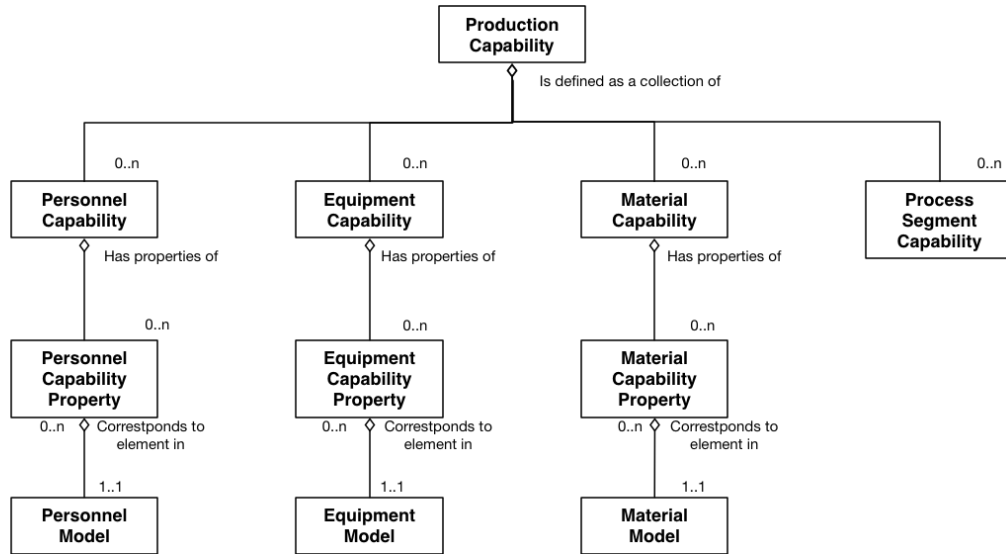 Production
Capability
Is defined as a collection of
0..n
0..n
0..n
0..n
Personnel
Capability
Equipment
Capability
Material
Capability
Process
Segment
Capability
Has properties of
Has properties of
Has properties of
0..n
0..n
0..n
Personnel
Capability
Property
Equipment
Capability
Property
Material
Capability
Property
0..n
Corresponds to
element in
0..n
Corresponds to
element in
0..n
Corresponds to
element in
1..1
1..1
1..1
Personnel
Model
Equipment
Model
Material
Model